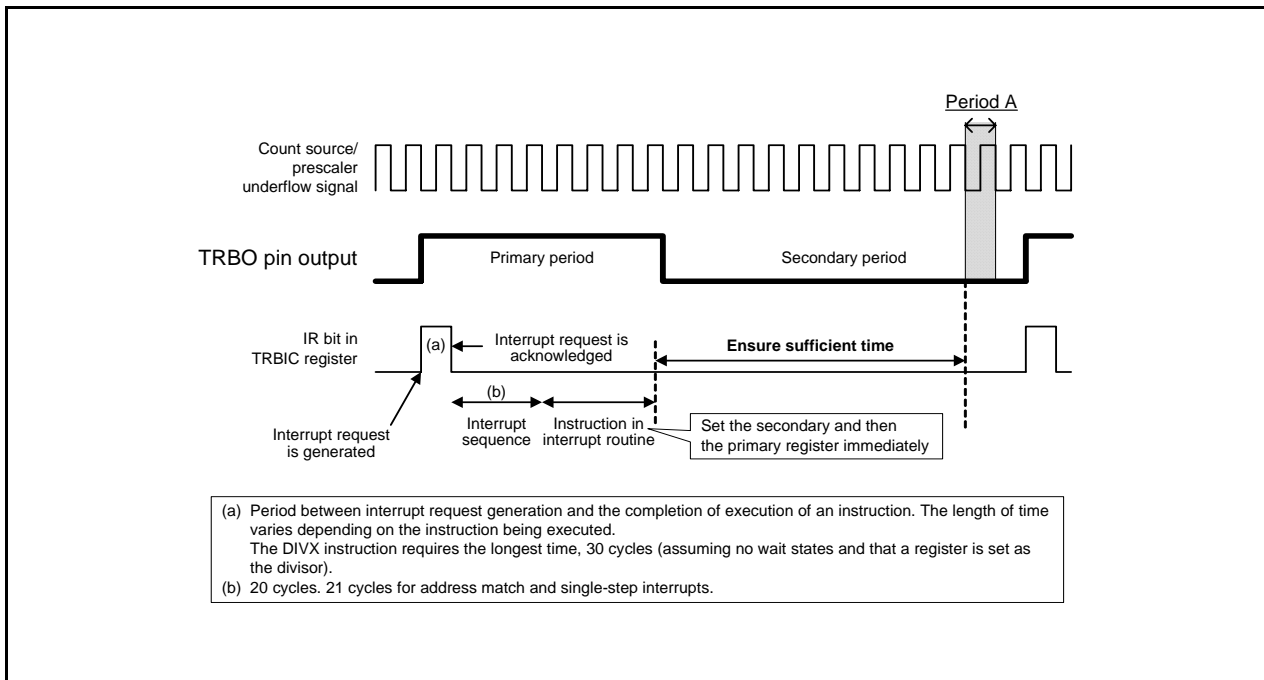 Period A
Count source/
prescaler
underflow signal
TRBO pin output
Primary period
Secondary period
IR bit in
TRBIC register
(a)
Interrupt request is
acknowledged
Ensure sufficient time
(b)
Interrupt
sequence
Instruction in
interrupt routine
Set the secondary and then
the primary register immediately
Interrupt request
is generated
(a) Period between interrupt request generation and the completion of execution of an instruction. The length of time
varies depending on the instruction being executed.
The DIVX instruction requires the longest time, 30 cycles (assuming no wait states and that a register is set as
the divisor).
(b) 20 cycles. 21 cycles for address match and single-step interrupts.